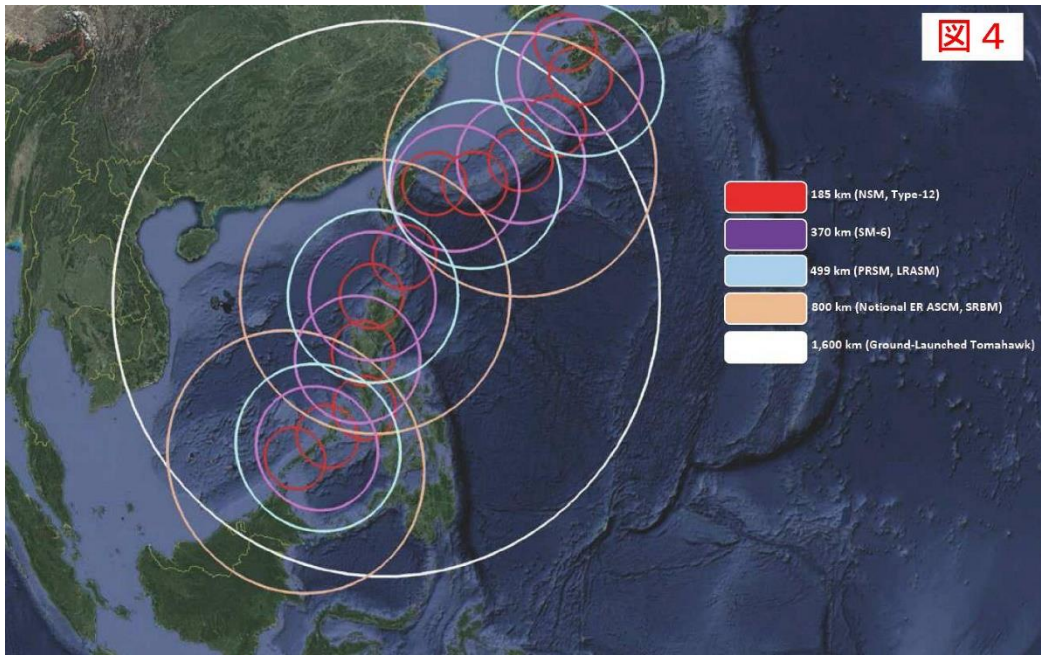 図4
185 km (NSM, Type-12)
370 km (SM-6)
499 km (PRSM, LRASM)
800 km (Notional ER ASCM, SRBM)
1,600 km (Ground-Launched Tomahawk)